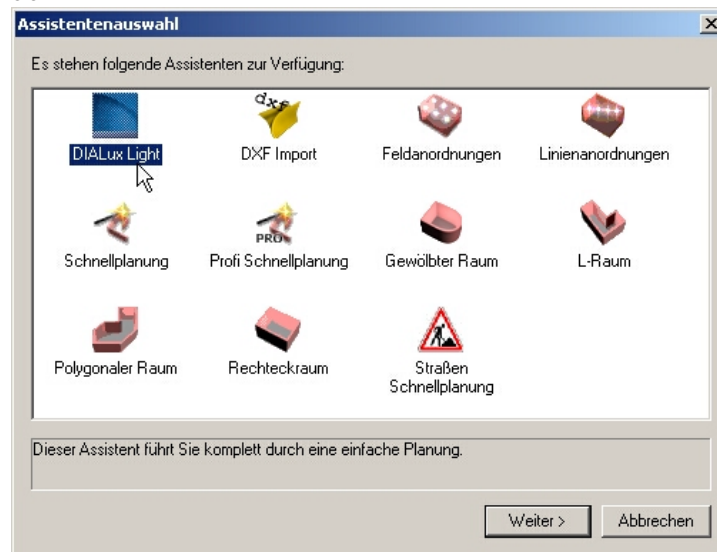 Assistentenauswahl
Es stehen folgende Assistenten zur Verfügung:
dxf
DIALux Light
DXF Import
Feldanordnungen
Linienanordnungen
PRO
Schnellplanung
Profi Schnellplanung
Gewölbter Raum
L-Raum
Polygonaler Raum
Rechteckraum
Straßen
Schnellplanung
Dieser Assistent führt Sie komplett durch eine einfache Planung.
Weiter >
Abbrechen